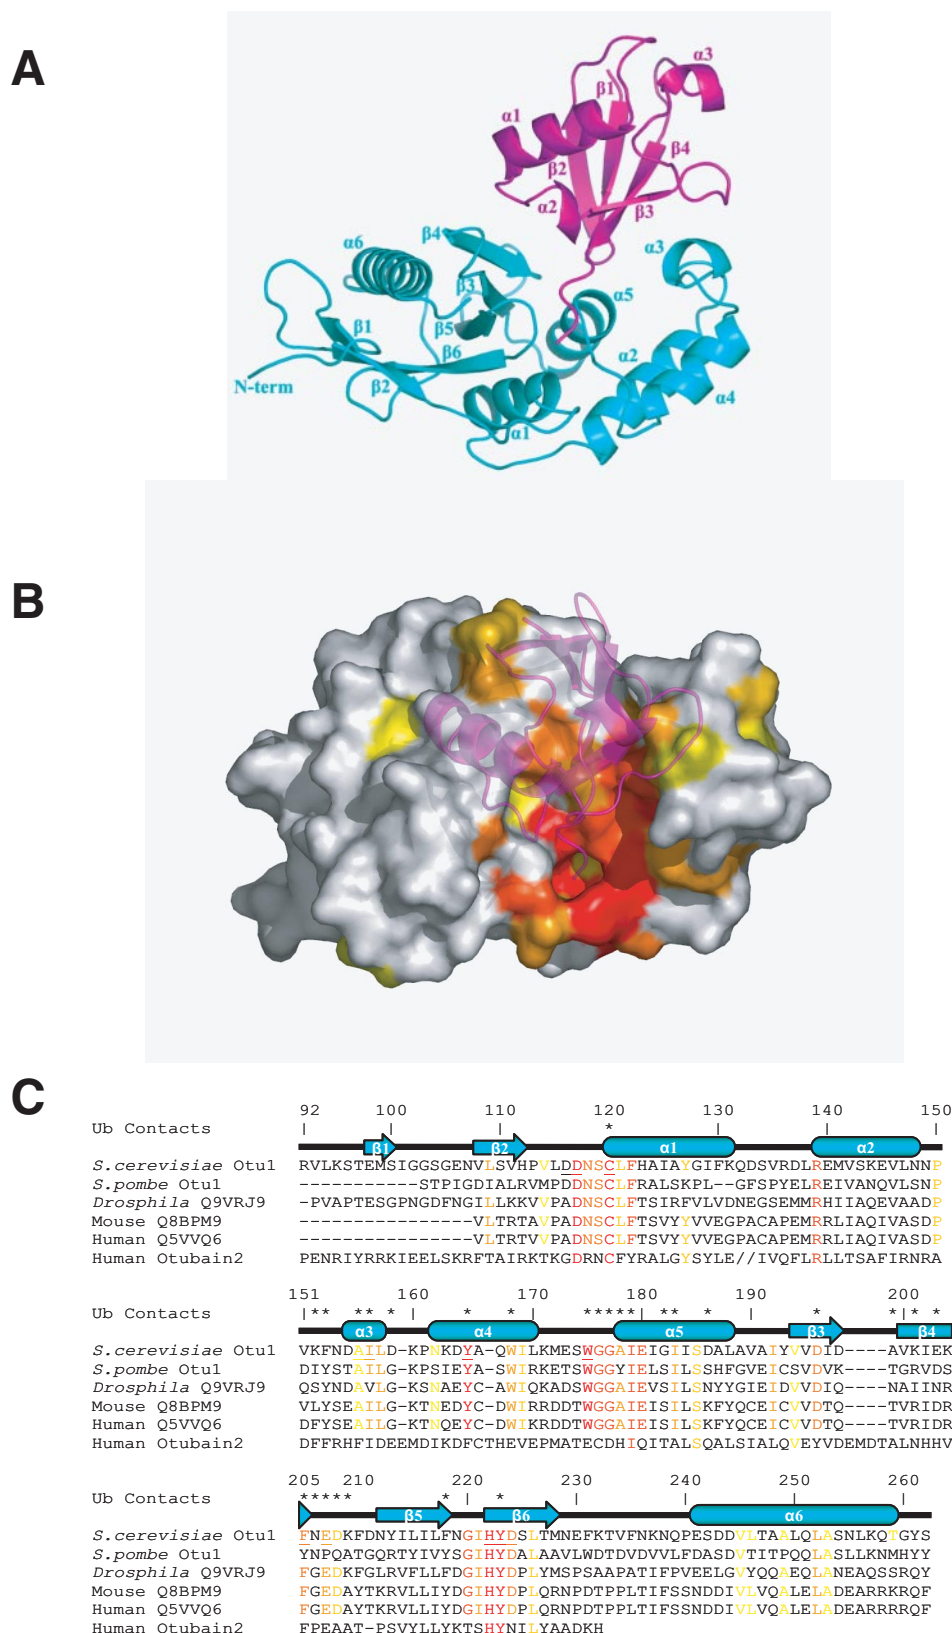 A
α3
β1
α1
β4
β2
α2
β3
α6
β4
α3
β3
α5
β1
β5
β6
α2
N-term
β2
α4
α1
B
C
92 100 110 120 130 140 150
Ub Contacts *
β1 β2 α1 α2
S.cerevisiae Otu1 RVLKSTEMSIGGSGENVLSVHPVLDDNSCLFHAIAYGIFKQDSVRDLREMVSKEVLNNP
S.pombe Otu1 -----------STPIGDIALRVMPDDNSCLFRALSKPL--GFSPYELREIVANQVLSNP
Drosphila Q9VRJ9 -PVAPTESGPNGDFNGILLKKVVPADNSCLFTSIRFVLVDNEGSEMMRHIIAQEVAADP
Mouse Q8BPM9 ----------------VLTRTAVPADNSCLFTSVYYVVEGPACAPEMRRLIAQIVASDP
Human Q5VVQ6 ----------------VLTRTVVPADNSCLFTSVYYVVEGPACAPEMRRLIAQIVASDP
Human Otubain2 PENRIYRRKIEELSKRFTAIRKTKGDRNCFYRALGYSYLE//IVQFLRLLTSAFIRNRA
151 160 170 180 190 200
Ub Contacts ** ** * * * * ***** ** * * ** *
α3 α4 α5 β3 β4
S.cerevisiae Otu1 VKFNDAILD-KPNKDYA-QWILKMESWGGAIEIGIISDALAVAIYVVDID----AVKIEK
S.pombe Otu1 DIYSTAILG-KPSIEYA-SWIRKETSWGGYIELSILSSHFGVEICSVDVK----TGRVDS
Drosphila Q9VRJ9 QSYNDAVLG-KSNAEYC-AWIQKADSWGGAIEVSILSNYYGIEIDVVDIQ----NAIINR
Mouse Q8BPM9 VLYSEAILG-KTNEDYC-DWIRRDDTWGGAIEISILSKFYQCEICVVDTQ----TVRIDR
Human Q5VVQ6 DFYSEAILG-KTNQEYC-DWIRRDDTWGGAIEISILSKFYQCEICVVDTQ----TVRIDR
Human Otubain2 DFFRHFIDEEMDIKDFCTHEVEPMATECDHIQITALSQALSIALQVEYVDEMDTALNHHV
205 210 220 230 240 250 262
Ub Contacts ***** * *
β5 β6 α6
S.cerevisiae Otu1 FNEDKFDNYILILFNGIHYDSLTMNEFKTVFNKNQPESDDVLTAALQLASNLKQTGYS
S.pombe Otu1 YNPQATGQRTYIVYSGIHYDALAAVLWDTDVDVVLFDASDVTITPQQLASLLKNMHYY
Drosphila Q9VRJ9 FGEDKFGLRVFLLFDGIHYDPLYMSPSAAPATIFPVEELGVYQQAEQLANEAQSSRQY
Mouse Q8BPM9 FGEDAYTKRVLLIYDGIHYDPLQRNPDTPPLTIFSSNDDIVLVQALELADEARRKRQF
Human Q5VVQ6 FGEDAYTKRVLLIYDGIHYDPLQRNPDTPPLTIFSSNDDIVLVQALELADEARRRRQF
Human Otubain2 FPEAAT-PSVYLLYKTSHYNILYAADKH